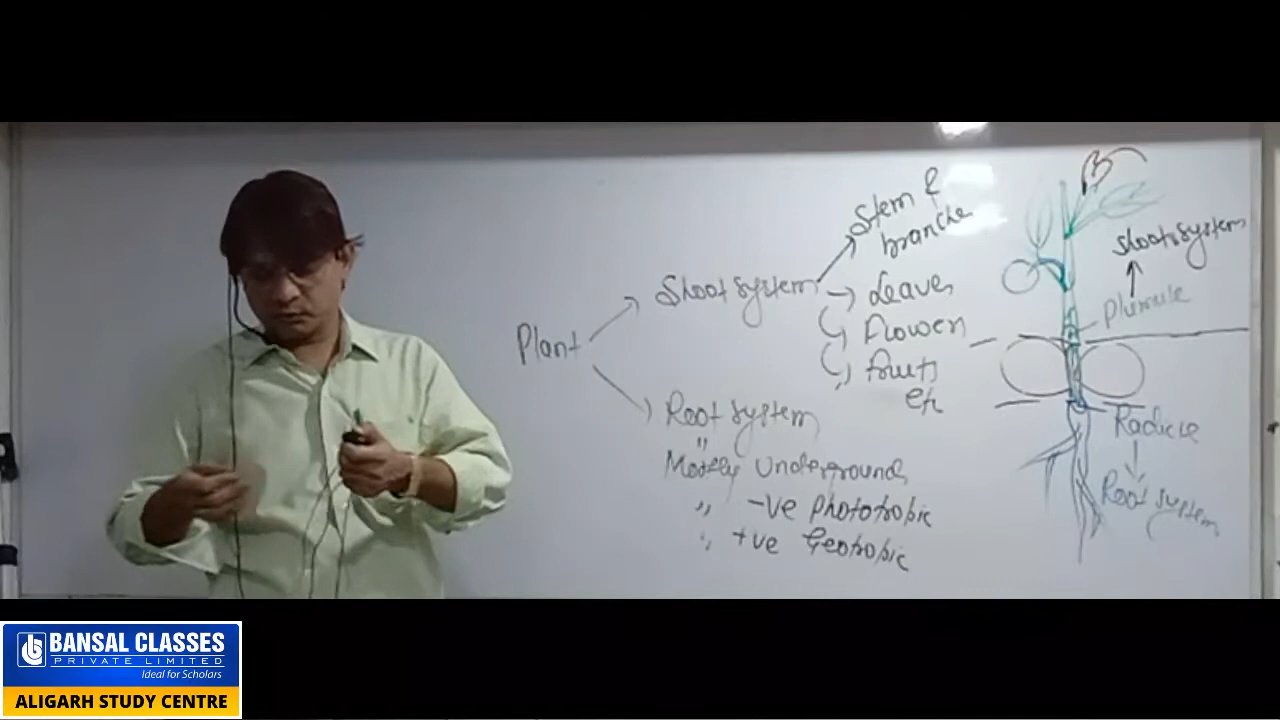 Plant
Shoot system
Stem &
branche
Leaves
Flowers
fruits
etc
Root system
" Mostly Underground
" -ve Phototropic
" +ve Geotropic
Shoot system
Plumule
Radicle
Root system
BANSAL CLASSES
PRIVATE LIMITED
Ideal for Scholars
ALIGARH STUDY CENTRE